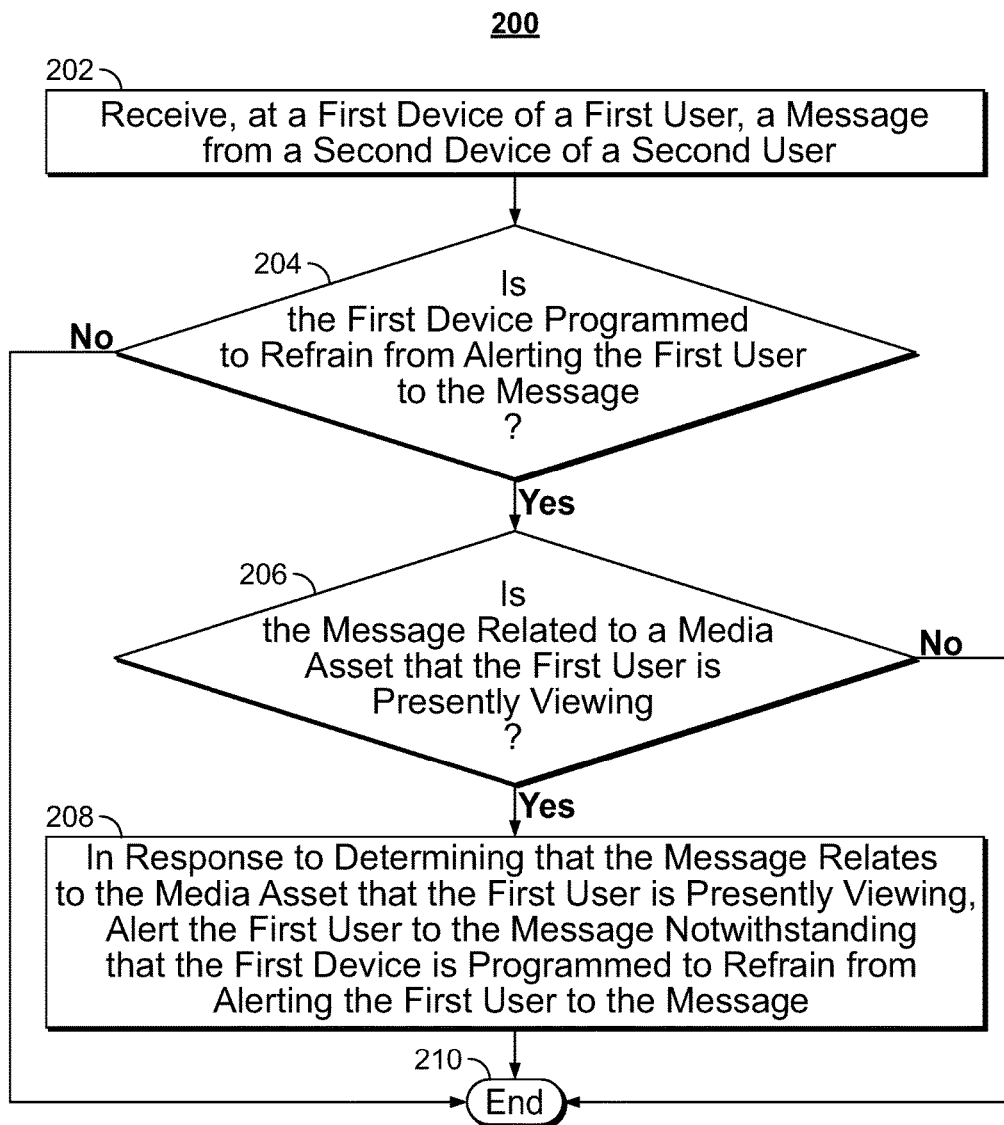 200
202
Receive, at a First Device of a First User, a Message
from a Second Device of a Second User
204
Is
the First Device Programmed
to Refrain from Alerting the First User
to the Message
?
No
Yes
206
Is
the Message Related to a Media
Asset that the First User is
Presently Viewing
?
No
Yes
208
In Response to Determining that the Message Relates
to the Media Asset that the First User is Presently Viewing,
Alert the First User to the Message Notwithstanding
that the First Device is Programmed to Refrain from
Alerting the First User to the Message
210
End